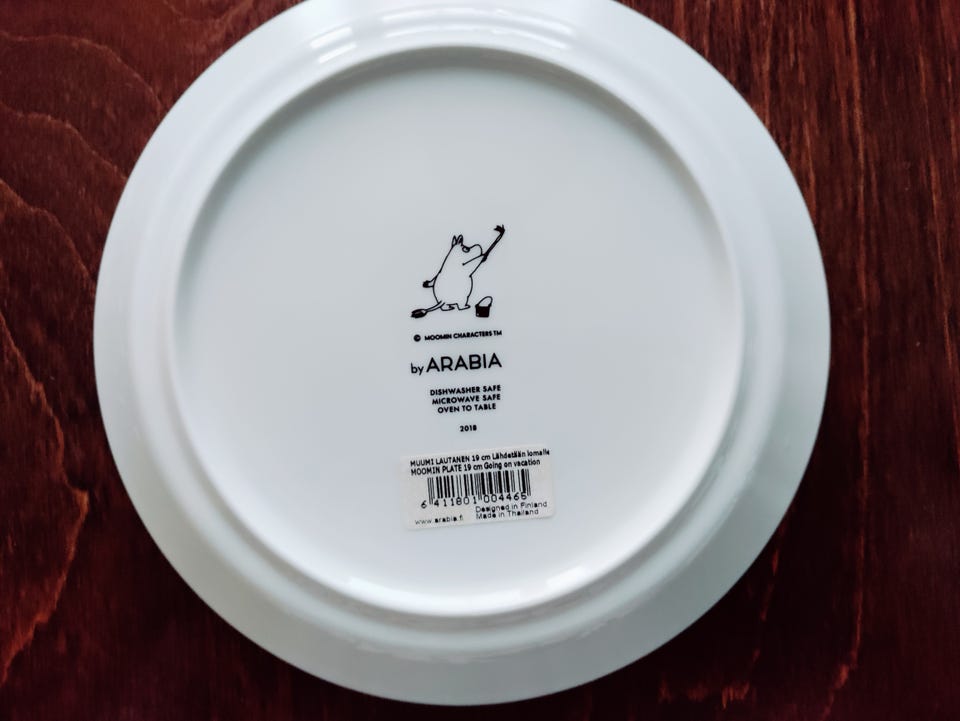 © MOOMIN CHARACTERS TM
by ARABIA
DISHWASHER SAFE
MICROWAVE SAFE
OVEN TO TABLE
2018
MUUMI LAUTANEN 19 cm Lähdetään lomalle
MOOMIN PLATE 19 cm Going on vacation
6 411801 004465
www.arabia.fi
Designed in Finland
Made in Thailand